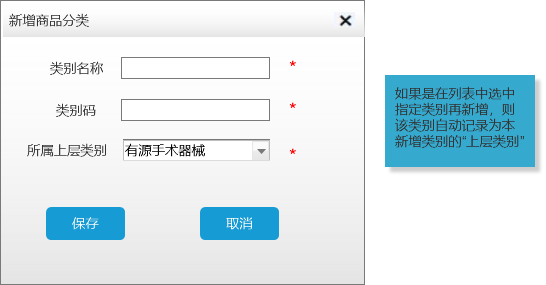 新增商品分类
类别名称 *
类别码 *
所属上层类别 有源手术器械 *
保存 取消
如果是在列表中选中
指定类别再新增，则
该类别自动记录为本
新增类别的“上层类别”